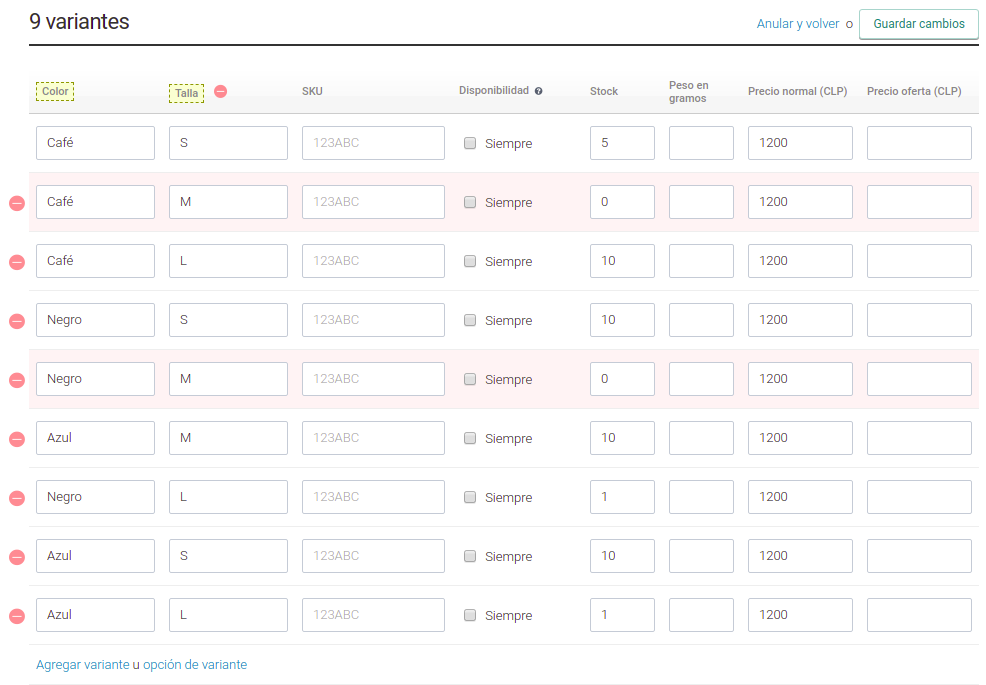 9 variantes
Anular y volver o Guardar cambios
Color Talla SKU Disponibilidad ? Stock Peso en gramos Precio normal (CLP) Precio oferta (CLP)
Café S 123ABC Siempre 5 1200
Café M 123ABC Siempre 0 1200
Café L 123ABC Siempre 10 1200
Negro S 123ABC Siempre 10 1200
Negro M 123ABC Siempre 0 1200
Azul M 123ABC Siempre 10 1200
Negro L 123ABC Siempre 1 1200
Azul S 123ABC Siempre 10 1200
Azul L 123ABC Siempre 1 1200
Agregar variante u opción de variante